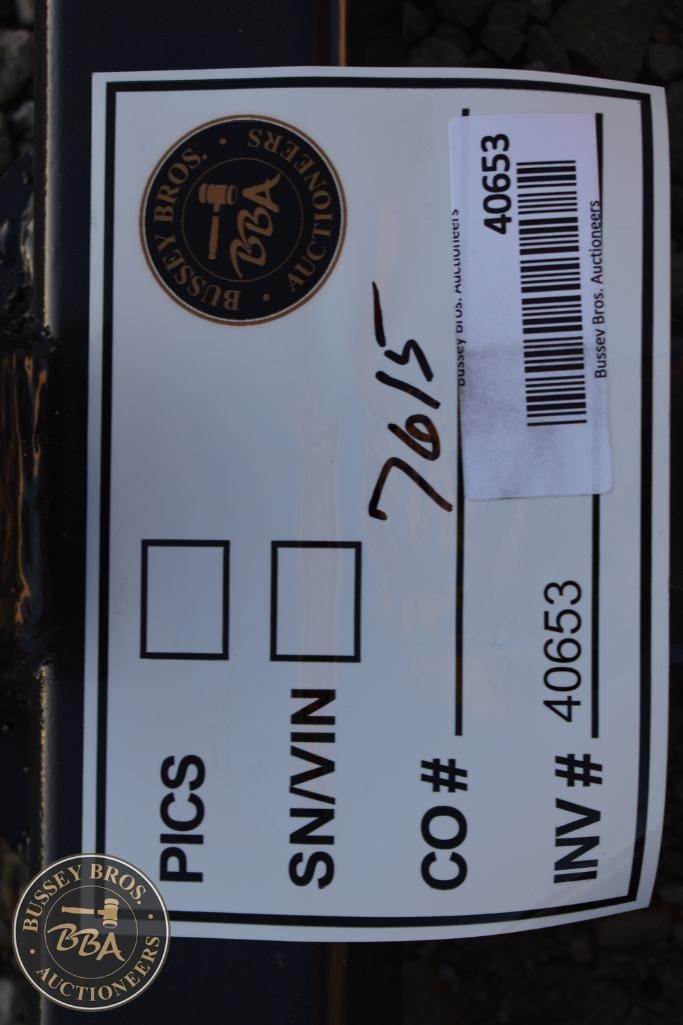 BUSSEY BROS. • AUCTIONEERS •
BBA
PICS
SN/VIN
CO # 7615
Bussey Bros. Auctioneers
INV # 40653
40653
Bussey Bros. Auctioneers
BUSSEY BROS. • AUCTIONEERS •
BBA